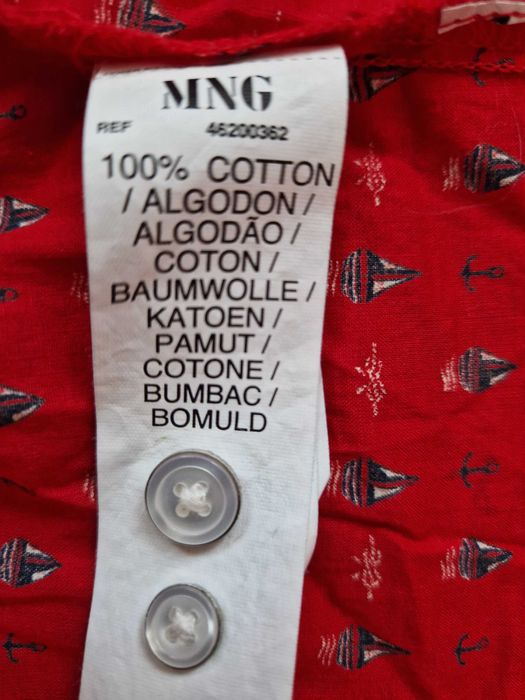 MNG
REF 46200362
100% COTTON
/ ALGODON /
ALGODÃO /
COTON /
BAUMWOLLE /
KATOEN /
PAMUT /
COTONE /
BUMBAC /
BOMULD